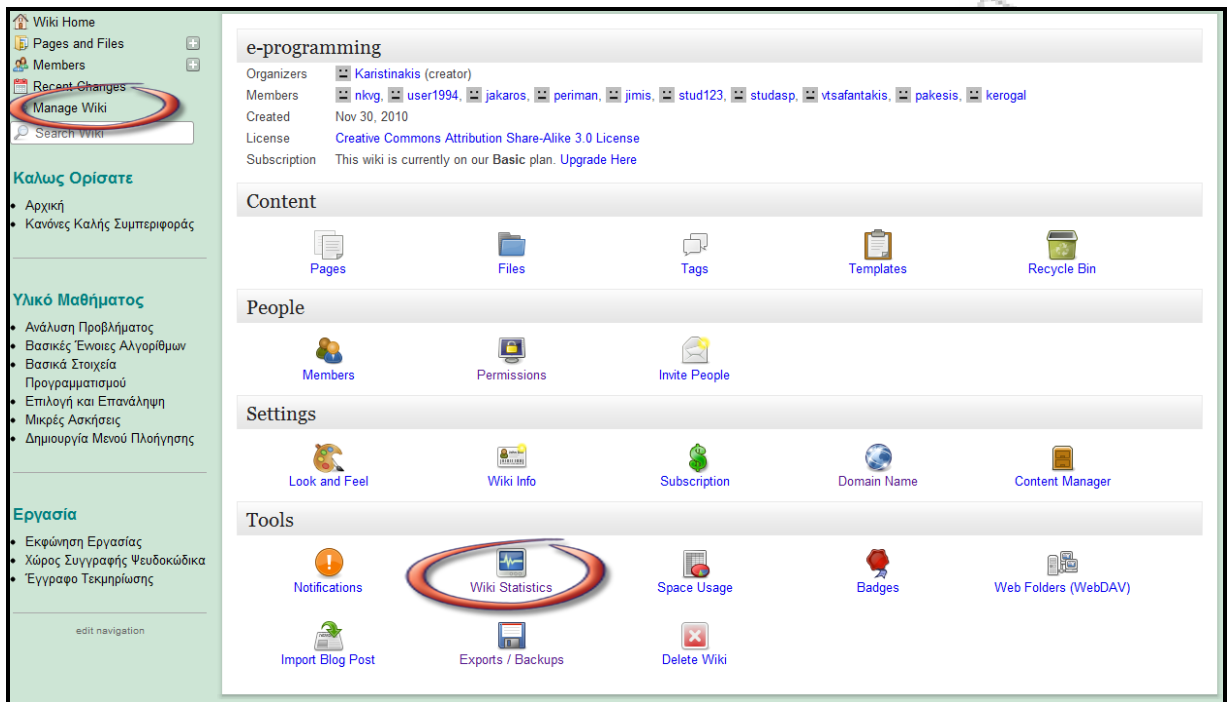 Wiki Home
Pages and Files
Members
Recent Changes
Manage Wiki
Search Wiki
Καλως Ορίσατε
Αρχική
Κανόνες Καλής Συμπεριφοράς
Υλικό Μαθήματος
Ανάλυση Προβλήματος
Βασικές Έννοιες Αλγορίθμων
Βασικά Στοιχεία
Προγραμματισμού
Επιλογή και Επανάληψη
Μικρές Ασκήσεις
Δημιουργία Μενού Πλοήγησης
Εργασία
Εκφώνηση Εργασίας
Χώρος Συγγραφής Ψευδοκώδικα
Έγγραφο Τεκμηρίωσης
edit navigation
e-programming
Organizers Karistinakis (creator)
Members nkvg, user1994, jakaros, periman, jimis, stud123, studasp, vtsafantakis, pakesis, kerogal
Created Nov 30, 2010
License Creative Commons Attribution Share-Alike 3.0 License
Subscription This wiki is currently on our Basic plan. Upgrade Here
Content
Pages Files Tags Templates Recycle Bin
People
Members Permissions Invite People
Settings
Look and Feel Wiki Info Subscription Domain Name Content Manager
Tools
Notifications Wiki Statistics Space Usage Badges Web Folders (WebDAV)
Import Blog Post Exports / Backups Delete Wiki